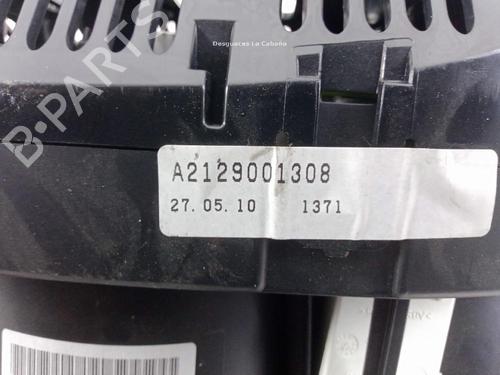 Desguaces La Cabaña
B-PARTS
A2129001308
27. 05. 10 1371